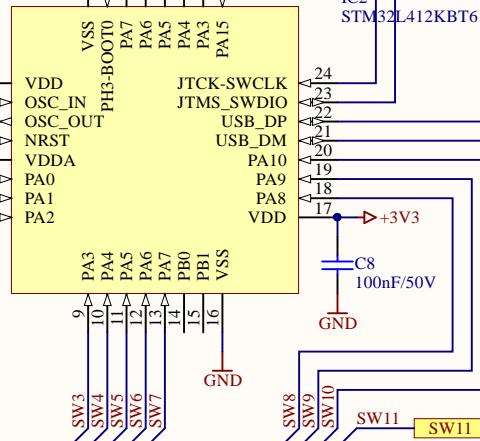 IC2
STM32L412KBT6
VSS
PH3-BOOT0
PA7
PA6
PA5
PA4
PA3
PA15
VDD
OSC_IN
OSC_OUT
NRST
VDDA
PA0
PA1
PA2
JTCK-SWCLK 24
JTMS_SWDIO 23
USB_DP 22
USB_DM 21
PA10 20
PA9 19
PA8 18
VDD 17
+3V3
C8
100nF/50V
GND
PA3
PA4
PA5
PA6
PA7
PB0
PB1
VSS
9
10
11
12
13
14
15
16
GND
SW3
SW4
SW5
SW6
SW7
SW8
SW9
SW10
SW11
SW11